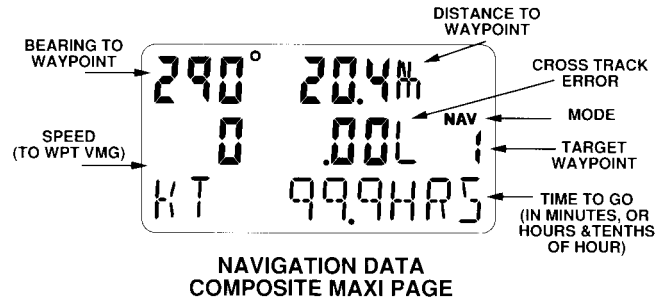 DISTANCE TO
WAYPOINT
BEARING TO
WAYPOINT
290° 20.4NM
CROSS TRACK
ERROR
NAV
MODE
SPEED
(TO WPT VMG)
0 .00L 1
TARGET
WAYPOINT
KT 99.9HRS
TIME TO GO
(IN MINUTES, OR
HOURS &TENTHS
OF HOUR)
NAVIGATION DATA
COMPOSITE MAXI PAGE